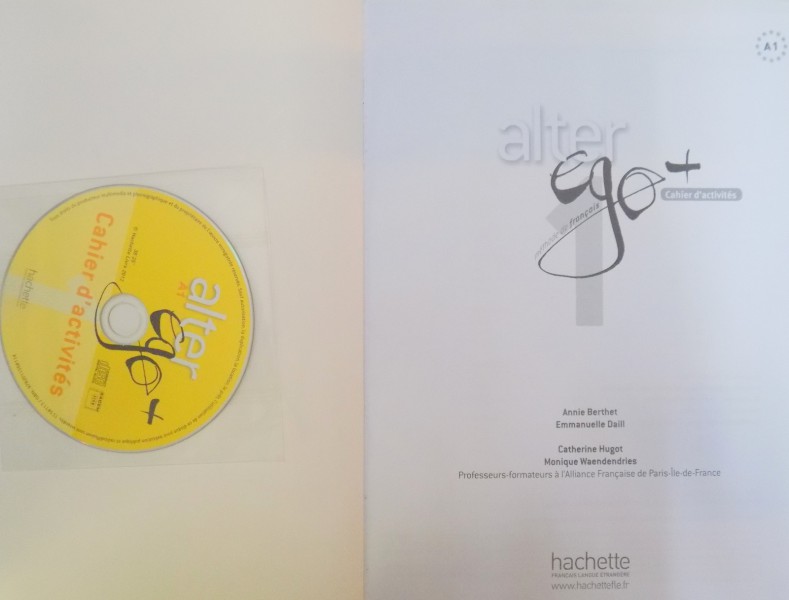 Cahier d'activités
hachette
alter
A1
ego +
A1
alter
ego +
Cahier d'activités
méthode de français
1
Annie Berthet
Emmanuelle Daill
Catherine Hugot
Monique Waendendries
Professeurs-formateurs à l'Alliance Française de Paris-Île-de-France
hachette
FRANÇAIS LANGUE ÉTRANGÈRE
www.hachettefle.fr